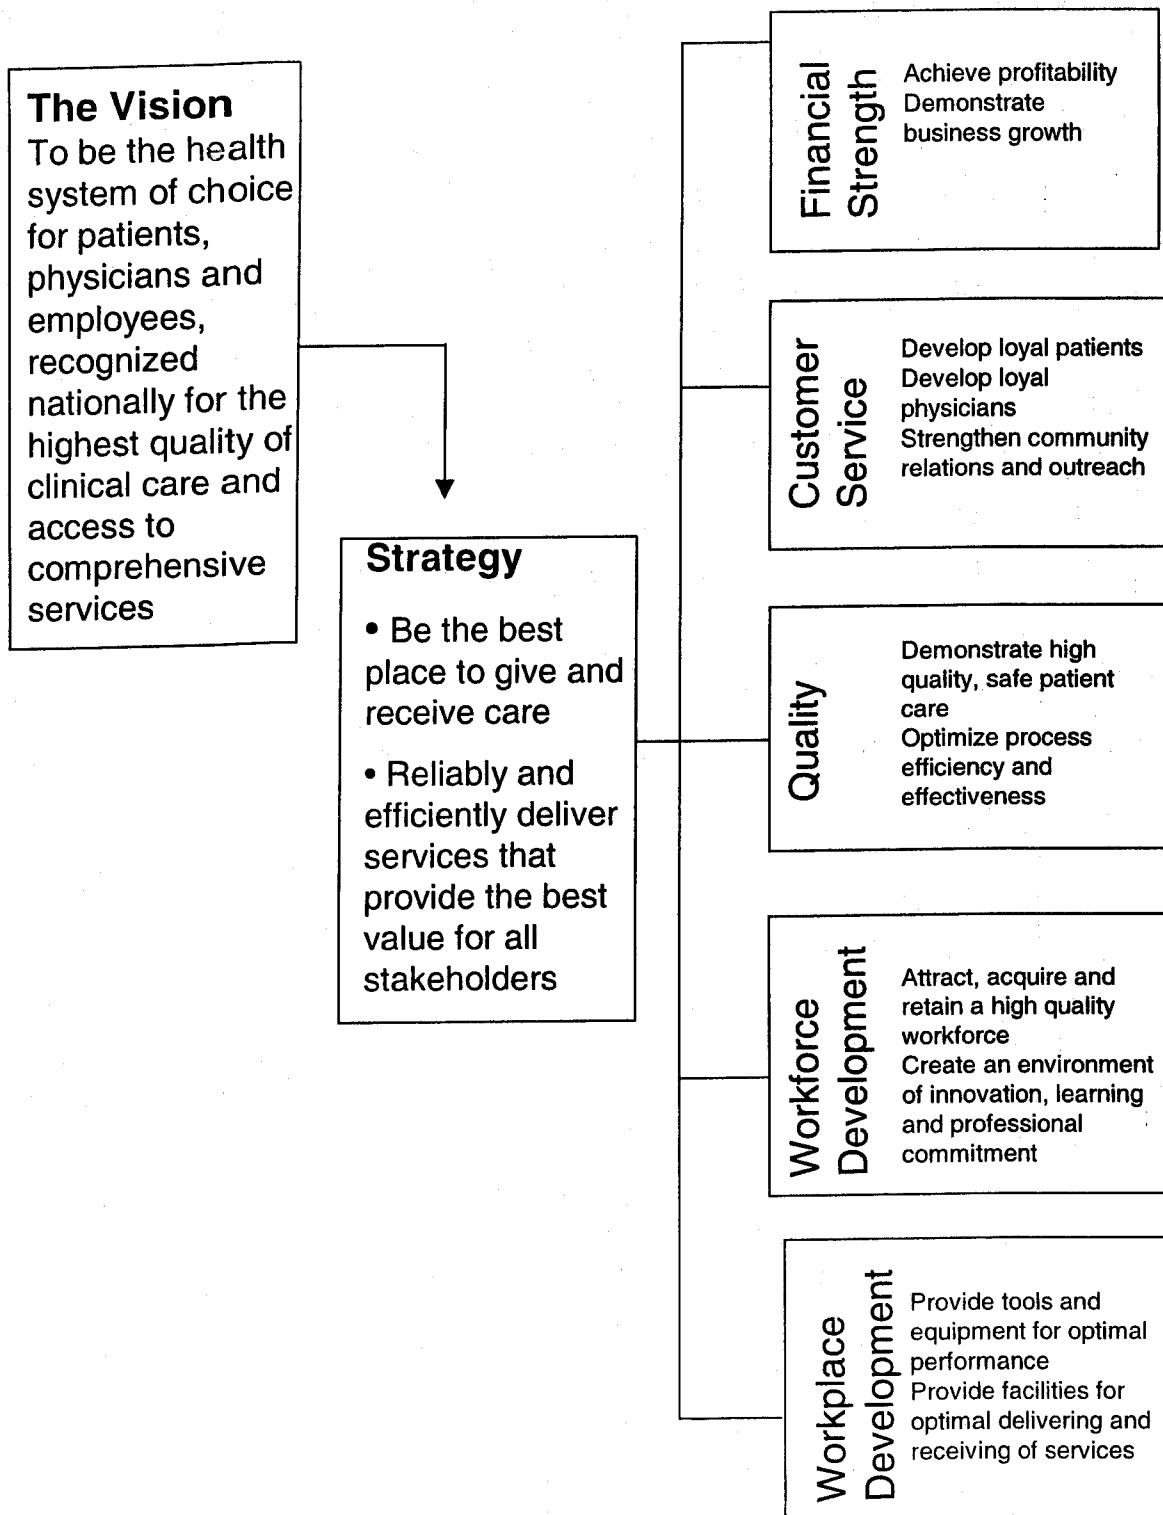 The Vision
To be the health
system of choice
for patients,
physicians and
employees,
recognized
nationally for the
highest quality of
clinical care and
access to
comprehensive
services
Strategy
• Be the best
place to give and
receive care
• Reliably and
efficiently deliver
services that
provide the best
value for all
stakeholders
Financial
Strength
Achieve profitability
Demonstrate
business growth
Customer
Service
Develop loyal patients
Develop loyal
physicians
Strengthen community
relations and outreach
Quality
Demonstrate high
quality, safe patient
care
Optimize process
efficiency and
effectiveness
Workforce
Development
Attract, acquire and
retain a high quality
workforce
Create an environment
of innovation, learning
and professional
commitment
Workplace
Development
Provide tools and
equipment for optimal
performance
Provide facilities for
optimal delivering and
receiving of services